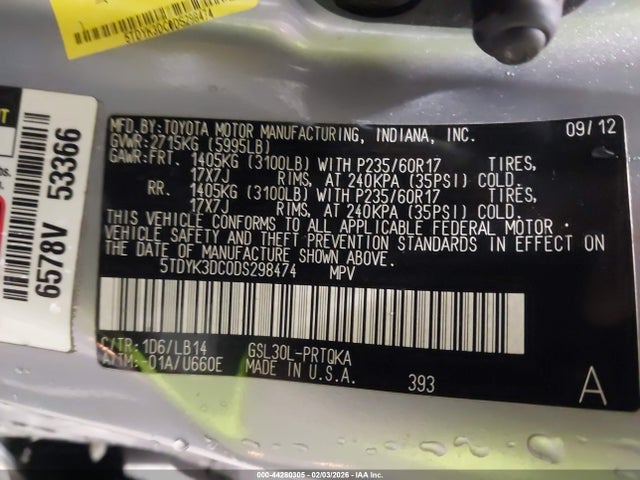 5TDYK3DC0DS298474
6578V 53366
MFD.BY:TOYOTA MOTOR MANUFACTURING, INDIANA, INC. 09/12
GVWR:2715KG (5995LB)
GAWR:FRT. 1405KG (3100LB) WITH P235/60R17 TIRES,
17X7J RIMS, AT 240KPA (35PSI) COLD.
RR. 1405KG (3100LB) WITH P235/60R17 TIRES,
17X7J RIMS, AT 240KPA (35PSI) COLD.
THIS VEHICLE CONFORMS TO ALL APPLICABLE FEDERAL MOTOR
VEHICLE SAFETY AND THEFT PREVENTION STANDARDS IN EFFECT ON
THE DATE OF MANUFACTURE SHOWN ABOVE.
5TDYK3DC0DS298474 MPV
C/TR:1D6/LB14 GSL30L-PRTQKA
A/TM:-01A/U660E MADE IN U.S.A. 393 A
000-44280305 - 02/03/2026 - IAA Inc.